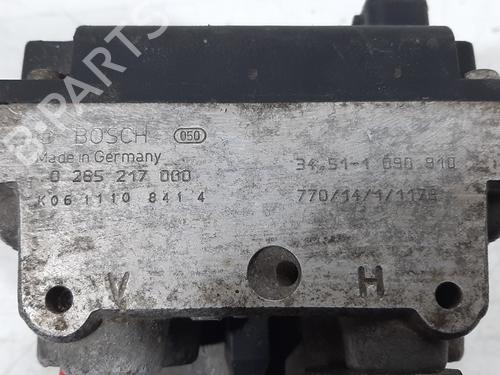 BOSCH 050
Made in Germany
0 265 217 000
34.51-1 090 910
K06 1110 841 4
770/14/1/1178
V
H
B-PARTS